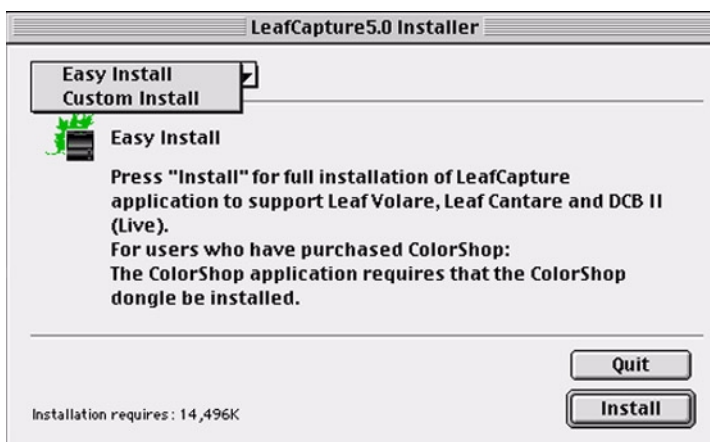 LeafCapture5.0 Installer
Easy Install
Custom Install
Easy Install
Press "Install" for full installation of LeafCapture
application to support Leaf Volare, Leaf Cantare and DCB II
(Live).
For users who have purchased ColorShop:
The ColorShop application requires that the ColorShop
dongle be installed.
Quit
Installation requires: 14,496K
Install